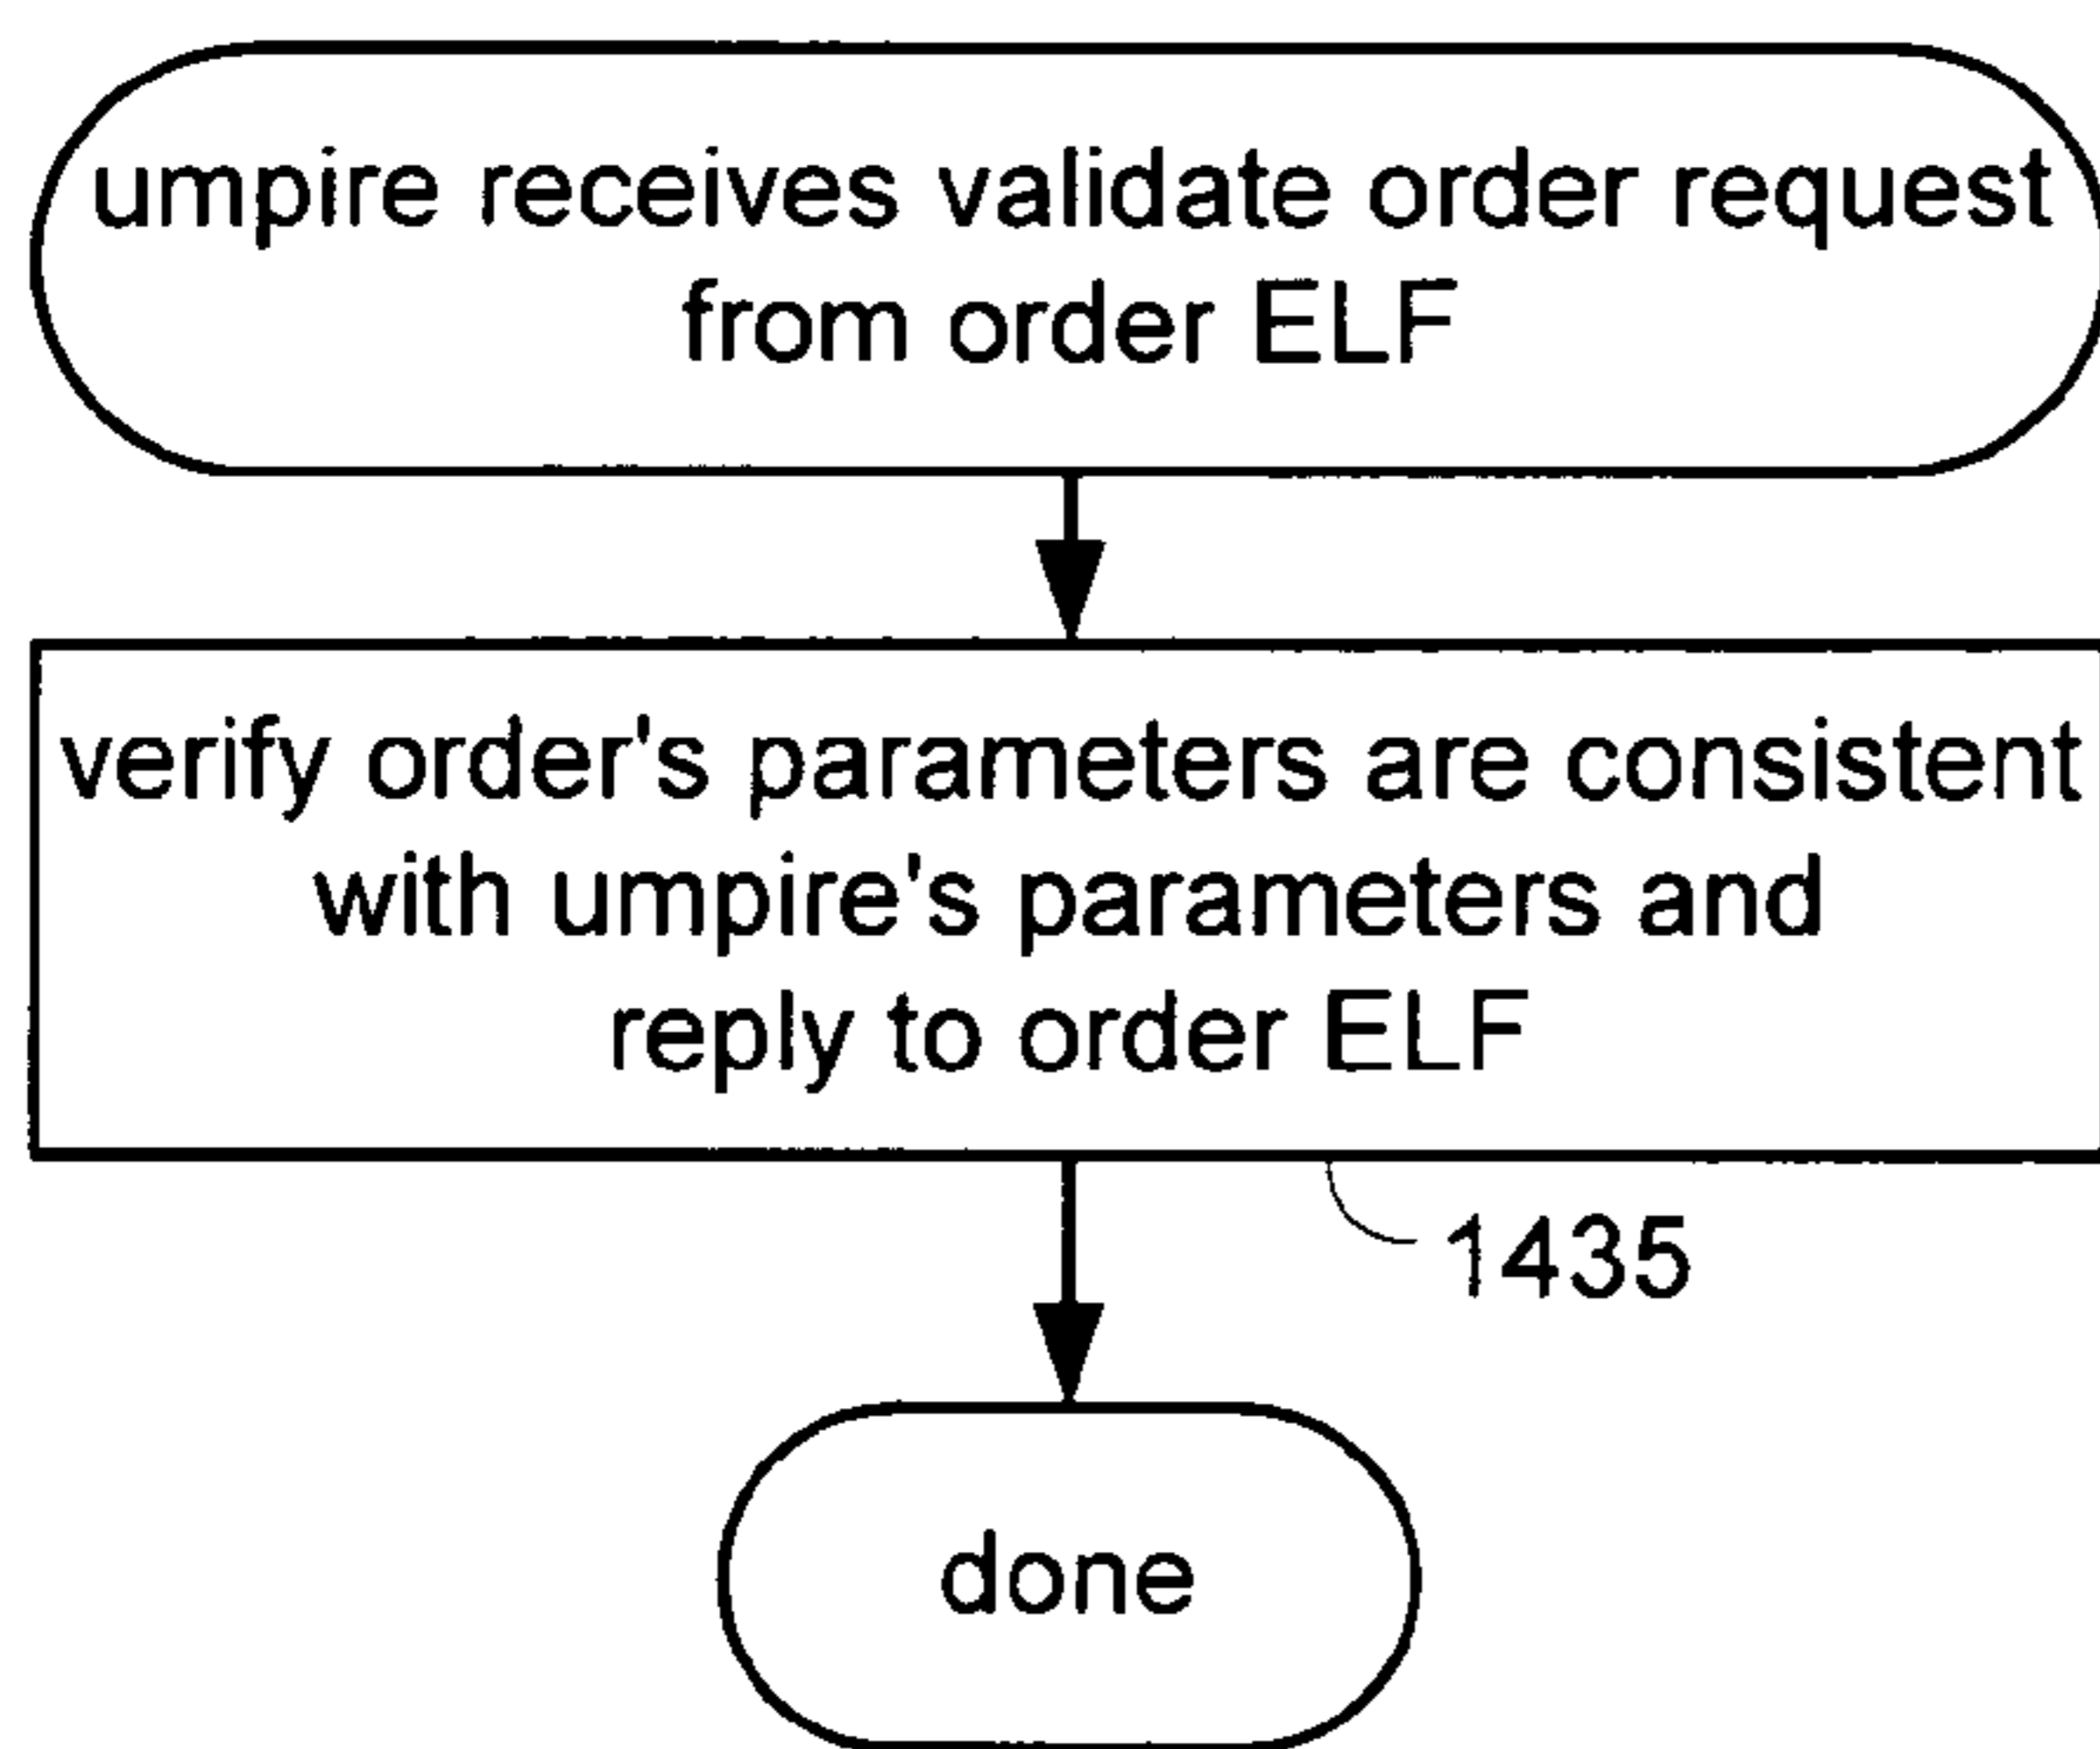 umpire receives validate order request
from order ELF
verify order's parameters are consistent
with umpire's parameters and
reply to order ELF
1435
done